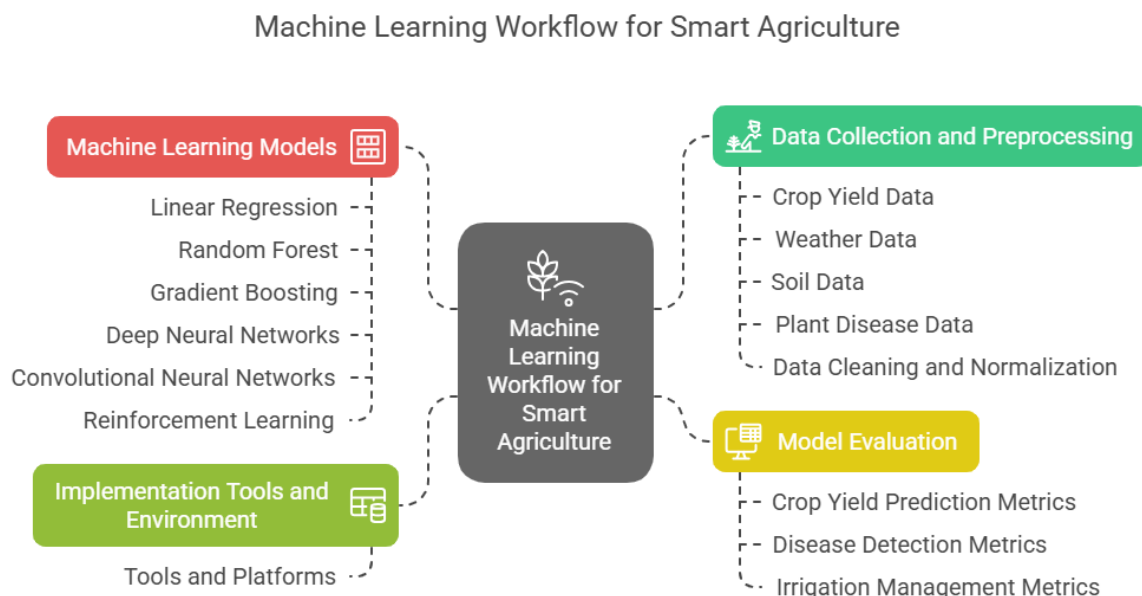 Machine Learning Workflow for Smart Agriculture
Machine Learning Models
Linear Regression
Random Forest
Gradient Boosting
Deep Neural Networks
Convolutional Neural Networks
Reinforcement Learning
Implementation Tools and
Environment
Tools and Platforms
Machine
Learning
Workflow for
Smart
Agriculture
Data Collection and Preprocessing
Crop Yield Data
Weather Data
Soil Data
Plant Disease Data
Data Cleaning and Normalization
Model Evaluation
Crop Yield Prediction Metrics
Disease Detection Metrics
Irrigation Management Metrics